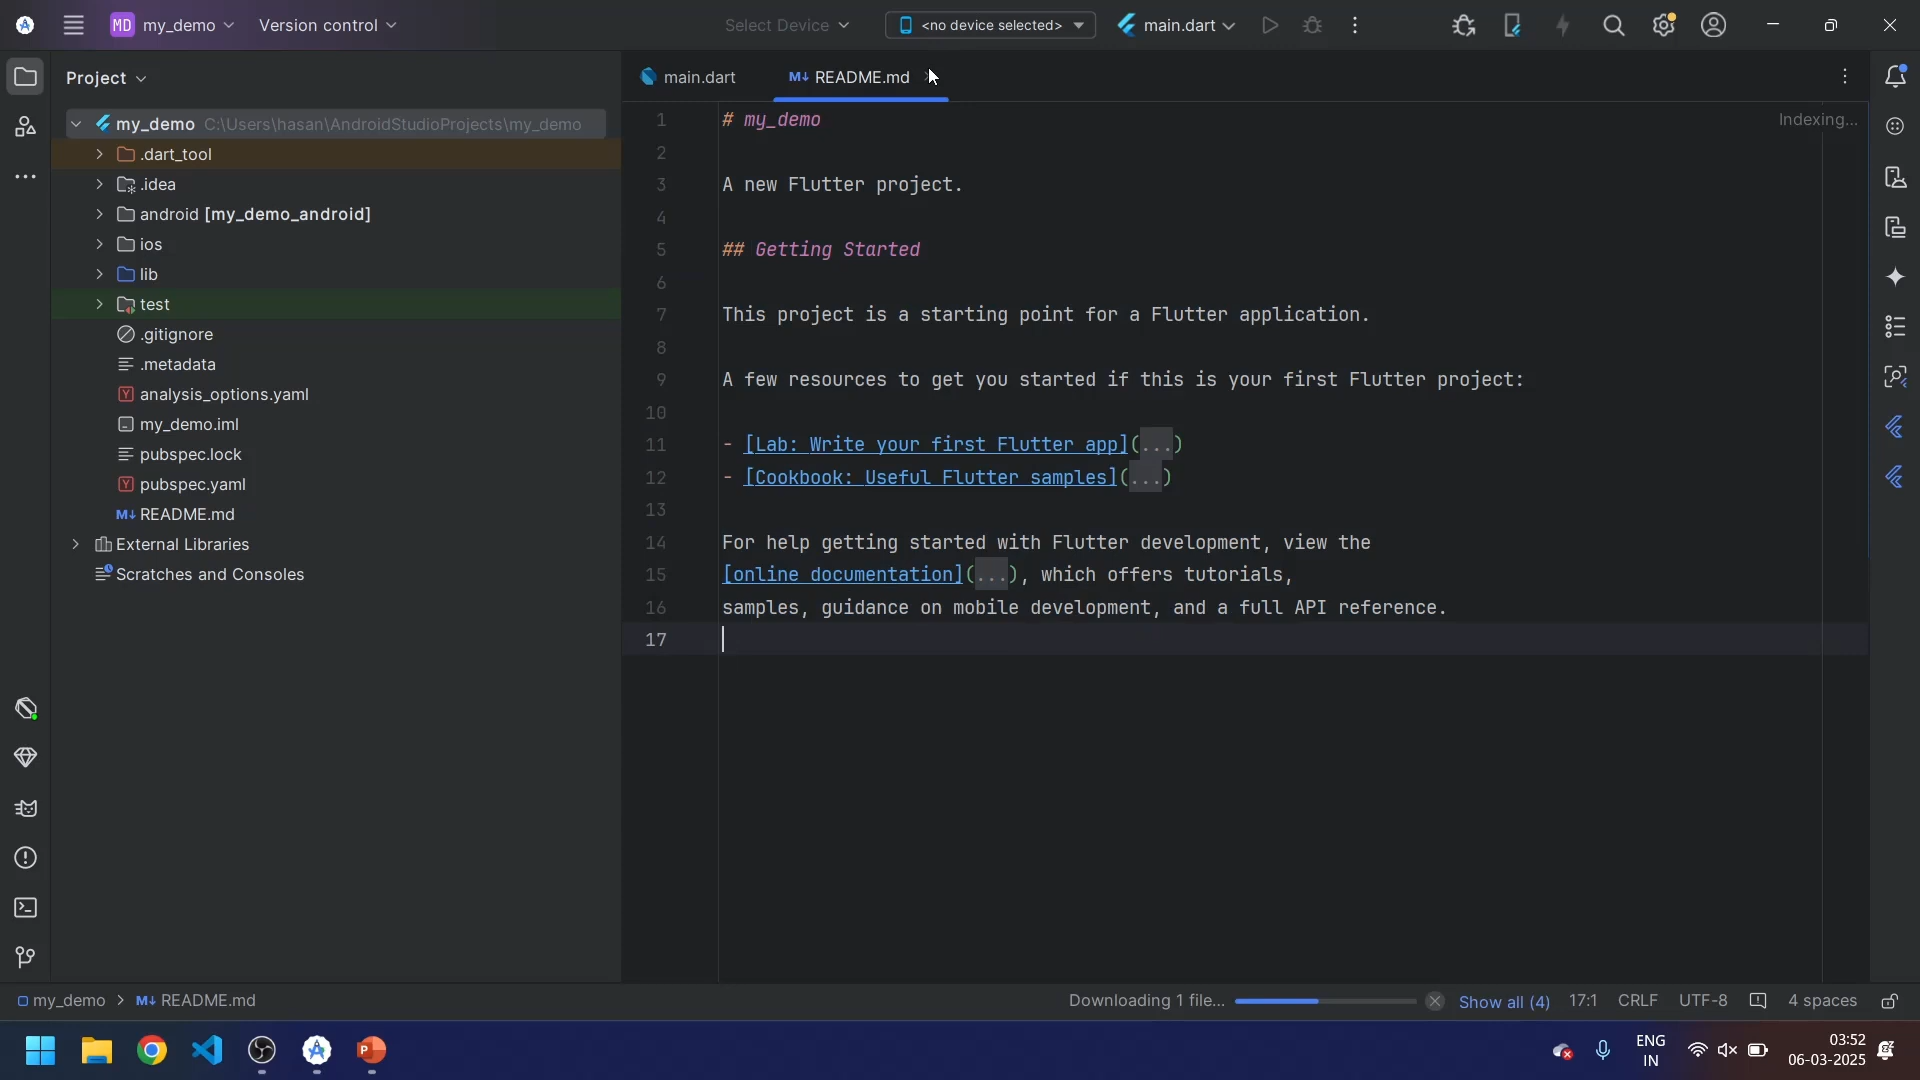 MD my_demo Version control Select Device <no device selected> main.dart
Project
main.dart README.md
my_demo C:\Users\hasan\AndroidStudioProjects\my_demo
.dart_tool
.idea
android [my_demo_android]
ios
lib
test
.gitignore
.metadata
analysis_options.yaml
my_demo.iml
pubspec.lock
pubspec.yaml
M↓ README.md
External Libraries
Scratches and Consoles
1 # my_demo Indexing...
2
3 A new Flutter project.
4
5 ## Getting Started
6
7 This project is a starting point for a Flutter application.
8
9 A few resources to get you started if this is your first Flutter project:
10
11 - [Lab: Write your first Flutter app](...)
12 - [Cookbook: Useful Flutter samples](...)
13
14 For help getting started with Flutter development, view the
15 [online documentation](...), which offers tutorials,
16 samples, guidance on mobile development, and a full API reference.
17
my_demo > M↓ README.md Downloading 1 file... Show all (4) 17:1 CRLF UTF-8 4 spaces
ENG 03:52
IN 06-03-2025